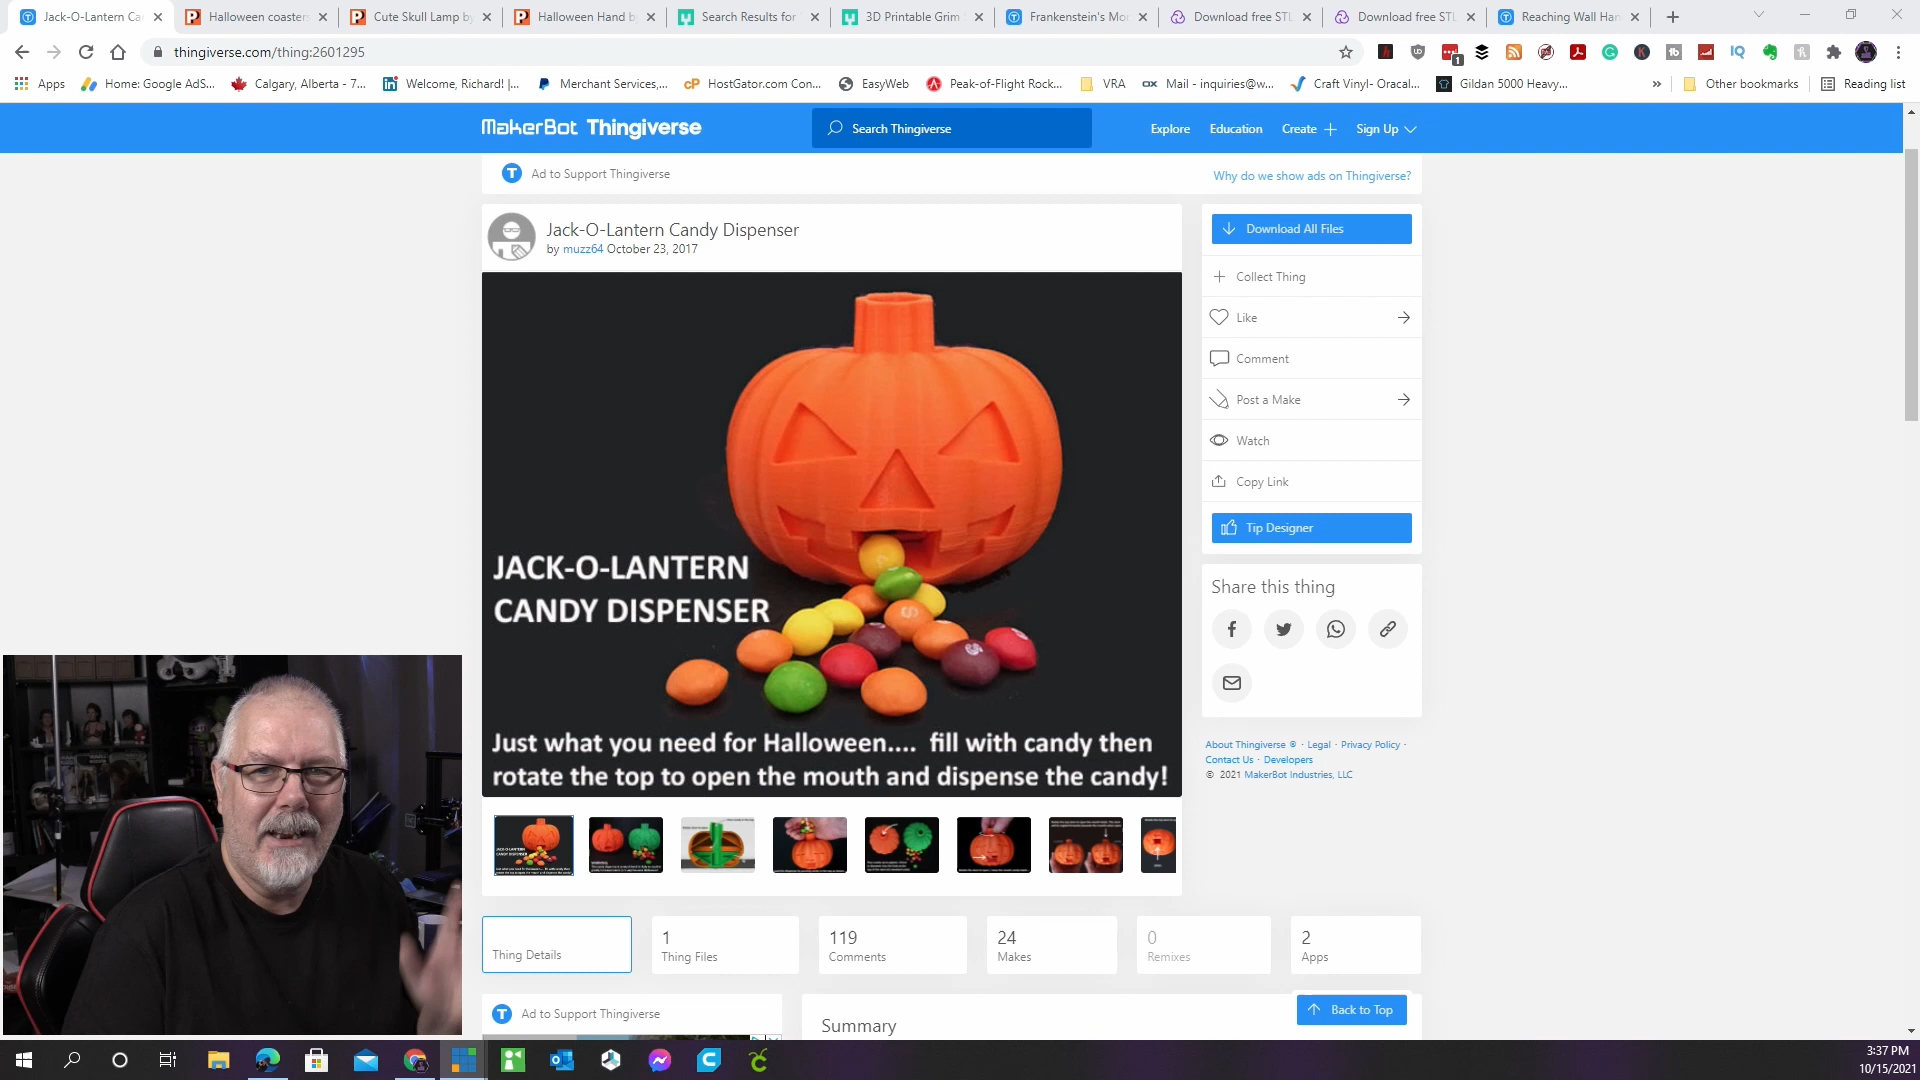 Jack-O-Lantern Ca
Halloween coasters
Cute Skull Lamp by
Halloween Hand by
Search Results for
3D Printable Grim
Frankenstein's Mo
Download free STL
Download free STL
Reaching Wall Han
thingiverse.com/thing:2601295
1
Apps
Home: Google AdS...
Calgary, Alberta - 7...
Welcome, Richard! |...
Merchant Services,...
HostGator.com Con...
EasyWeb
Peak-of-Flight Rock...
VRA
Mail - inquiries@w...
Craft Vinyl- Oracal...
Gildan 5000 Heavy...
Other bookmarks
Reading list
MakerBot Thingiverse
Search Thingiverse
Explore
Education
Create
Sign Up
Ad to Support Thingiverse
Why do we show ads on Thingiverse?
Jack-O-Lantern Candy Dispenser
by muzz64 October 23, 2017
JACK-O-LANTERN
CANDY DISPENSER
Just what you need for Halloween.... fill with candy then
rotate the top to open the mouth and dispense the candy!
Download All Files
Collect Thing
Like
Comment
Post a Make
Watch
Copy Link
Tip Designer
Share this thing
About Thingiverse ® · Legal · Privacy Policy ·
Contact Us · Developers
© 2021 MakerBot Industries, LLC
Thing Details
1
Thing Files
119
Comments
24
Makes
0
Remixes
2
Apps
Ad to Support Thingiverse
Summary
Back to Top
3:37 PM
10/15/2021